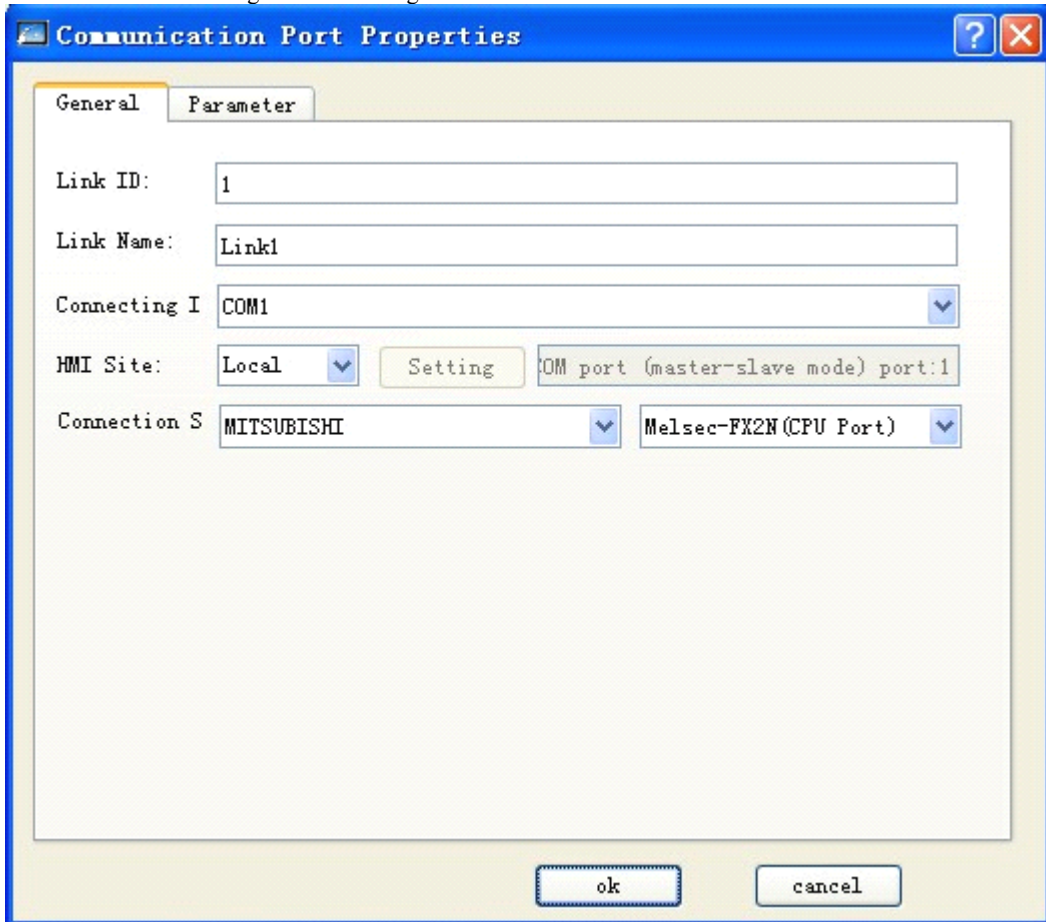 Communication Port Properties
General Parameter
Link ID: 1
Link Name: Link1
Connecting I COM1
HMI Site: Local Setting OM port (master-slave mode) port:1
Connection S MITSUBISHI Melsec-FX2N(CPU Port)
ok cancel